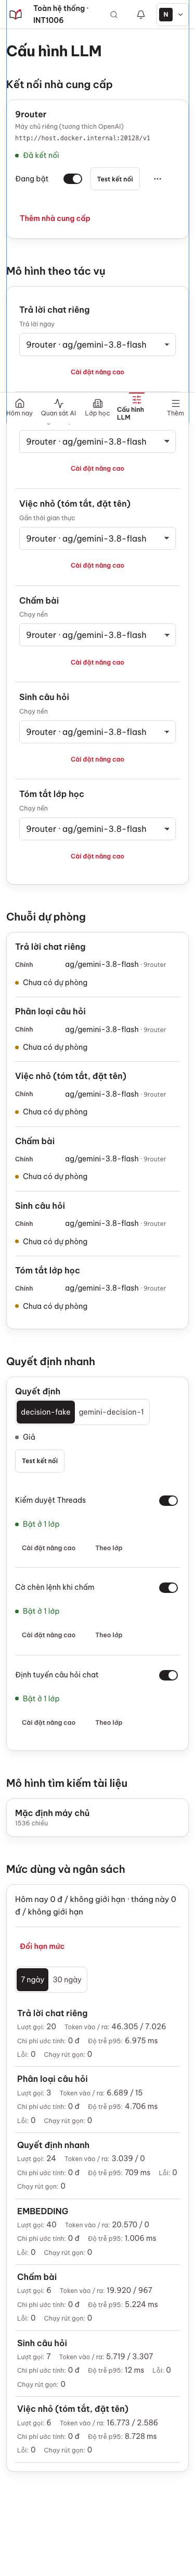 Toàn hệ thống ·
INT1006
N
Cấu hình LLM
Kết nối nhà cung cấp
9router
Máy chủ riêng (tương thích OpenAI)
http://host.docker.internal:20128/v1
Đã kết nối
Đang bật
Test kết nối
Thêm nhà cung cấp
Mô hình theo tác vụ
Trả lời chat riêng
Trả lời ngay
9router · ag/gemini-3.8-flash
Cài đặt nâng cao
Hôm nay
Quan sát AI
Lớp học
Cấu hình
LLM
Thêm
9router · ag/gemini-3.8-flash
Cài đặt nâng cao
Việc nhỏ (tóm tắt, đặt tên)
Gần thời gian thực
9router · ag/gemini-3.8-flash
Cài đặt nâng cao
Chấm bài
Chạy nền
9router · ag/gemini-3.8-flash
Cài đặt nâng cao
Sinh câu hỏi
Chạy nền
9router · ag/gemini-3.8-flash
Cài đặt nâng cao
Tóm tắt lớp học
Chạy nền
9router · ag/gemini-3.8-flash
Cài đặt nâng cao
Chuỗi dự phòng
Trả lời chat riêng
Chính ag/gemini-3.8-flash · 9router
Chưa có dự phòng
Phân loại câu hỏi
Chính ag/gemini-3.8-flash · 9router
Chưa có dự phòng
Việc nhỏ (tóm tắt, đặt tên)
Chính ag/gemini-3.8-flash · 9router
Chưa có dự phòng
Chấm bài
Chính ag/gemini-3.8-flash · 9router
Chưa có dự phòng
Sinh câu hỏi
Chính ag/gemini-3.8-flash · 9router
Chưa có dự phòng
Tóm tắt lớp học
Chính ag/gemini-3.8-flash · 9router
Chưa có dự phòng
Quyết định nhanh
Quyết định
decision-fake gemini-decision-1
Giả
Test kết nối
Kiểm duyệt Threads
Bật ở 1 lớp
Cài đặt nâng cao Theo lớp
Cờ chèn lệnh khi chấm
Bật ở 1 lớp
Cài đặt nâng cao Theo lớp
Định tuyến câu hỏi chat
Bật ở 1 lớp
Cài đặt nâng cao Theo lớp
Mô hình tìm kiếm tài liệu
Mặc định máy chủ
1536 chiều
Mức dùng và ngân sách
Hôm nay 0 đ / không giới hạn · tháng này 0
đ / không giới hạn
Đổi hạn mức
7 ngày 30 ngày
Trả lời chat riêng
Lượt gọi: 20 Token vào / ra: 46.305 / 7.026
Chi phí ước tính: 0 đ Độ trễ p95: 6.975 ms
Lỗi: 0 Chạy rút gọn: 0
Phân loại câu hỏi
Lượt gọi: 3 Token vào / ra: 6.689 / 15
Chi phí ước tính: 0 đ Độ trễ p95: 4.706 ms
Lỗi: 0 Chạy rút gọn: 0
Quyết định nhanh
Lượt gọi: 24 Token vào / ra: 3.039 / 0
Chi phí ước tính: 0 đ Độ trễ p95: 709 ms Lỗi: 0
Chạy rút gọn: 0
EMBEDDING
Lượt gọi: 40 Token vào / ra: 20.570 / 0
Chi phí ước tính: 0 đ Độ trễ p95: 1.006 ms
Lỗi: 0 Chạy rút gọn: 0
Chấm bài
Lượt gọi: 6 Token vào / ra: 19.920 / 967
Chi phí ước tính: 0 đ Độ trễ p95: 5.224 ms
Lỗi: 0 Chạy rút gọn: 0
Sinh câu hỏi
Lượt gọi: 7 Token vào / ra: 5.719 / 3.307
Chi phí ước tính: 0 đ Độ trễ p95: 12 ms Lỗi: 0
Chạy rút gọn: 0
Việc nhỏ (tóm tắt, đặt tên)
Lượt gọi: 6 Token vào / ra: 16.773 / 2.586
Chi phí ước tính: 0 đ Độ trễ p95: 8.728 ms
Lỗi: 0 Chạy rút gọn: 0